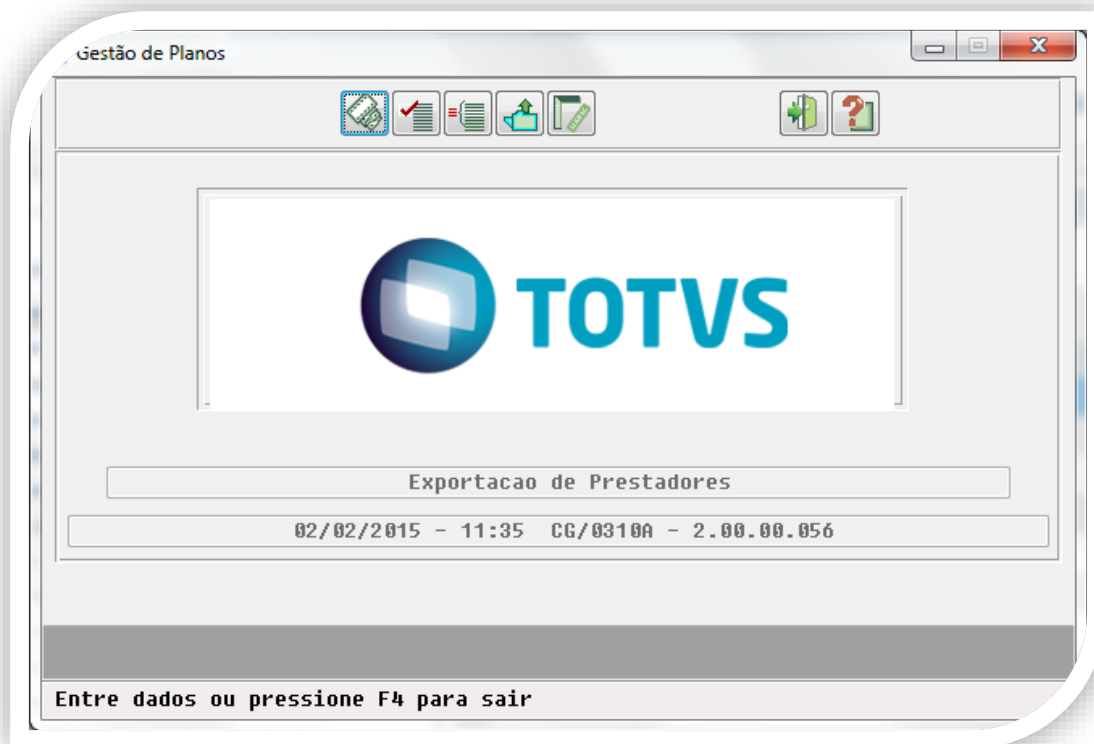 Gestão de Planos
TOTVS
Exportacao de Prestadores
02/02/2015 - 11:35 CG/0310A - 2.00.00.056
Entre dados ou pressione F4 para sair